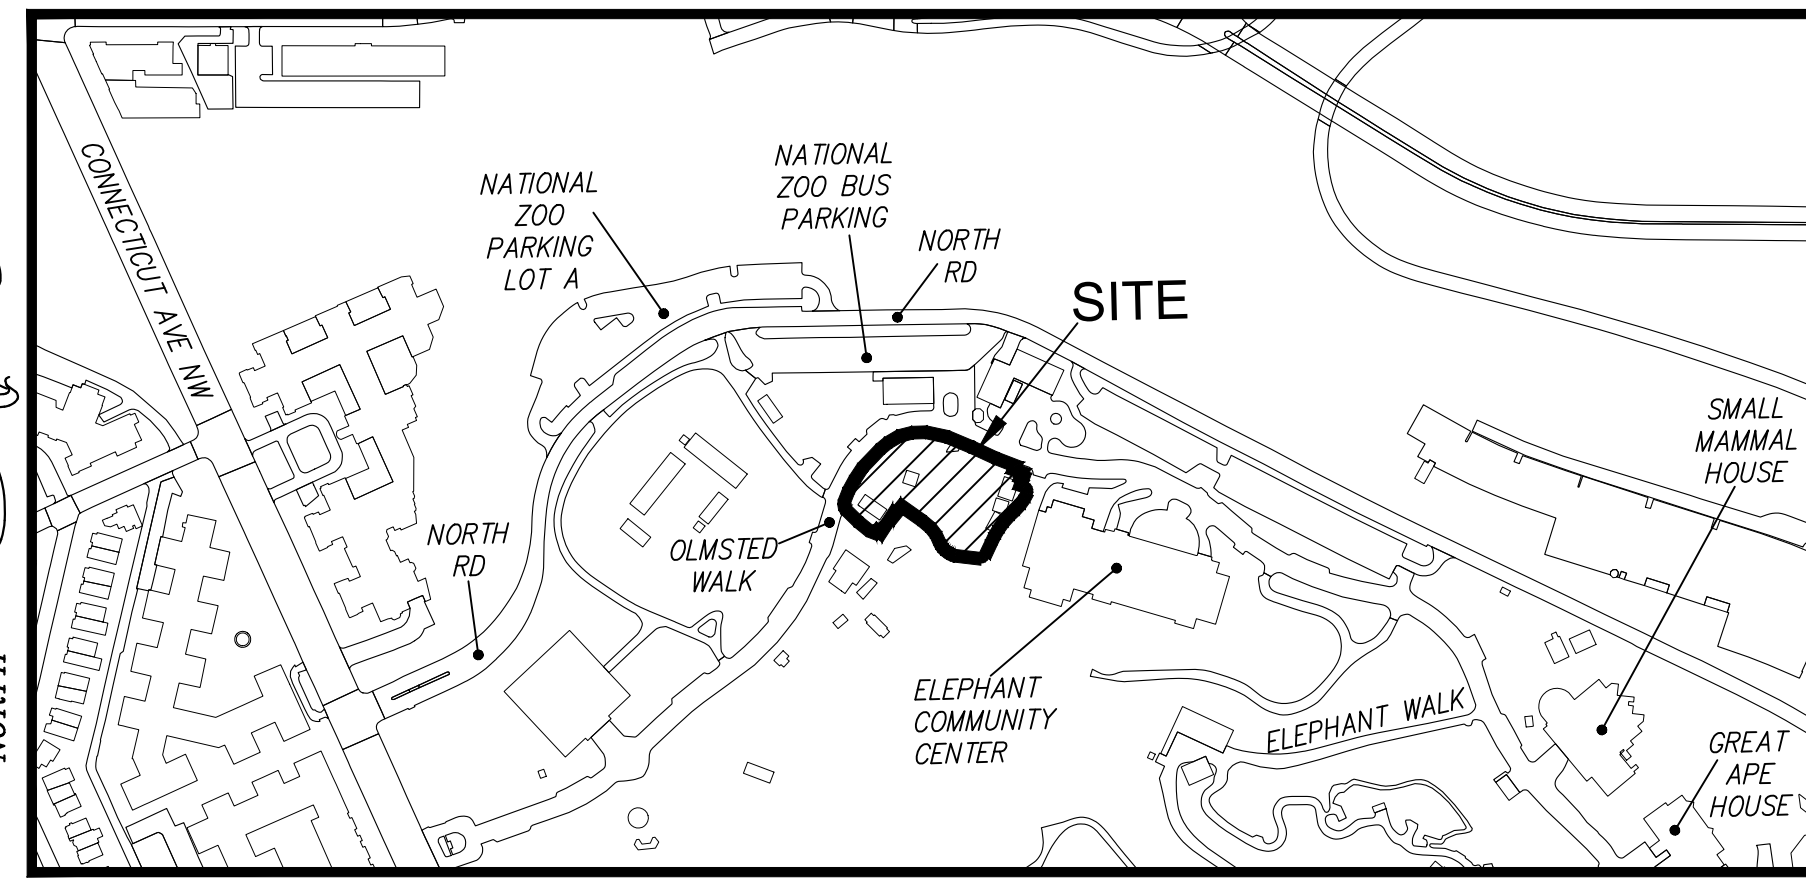 CONNECTICUT AVE NW
NATIONAL
ZOO
PARKING
LOT A
NATIONAL
ZOO BUS
PARKING
NORTH
RD
SITE
SMALL
MAMMAL
HOUSE
NORTH
RD
OLMSTED
WALK
ELEPHANT
COMMUNITY
CENTER
ELEPHANT WALK
GREAT
APE
HOUSE